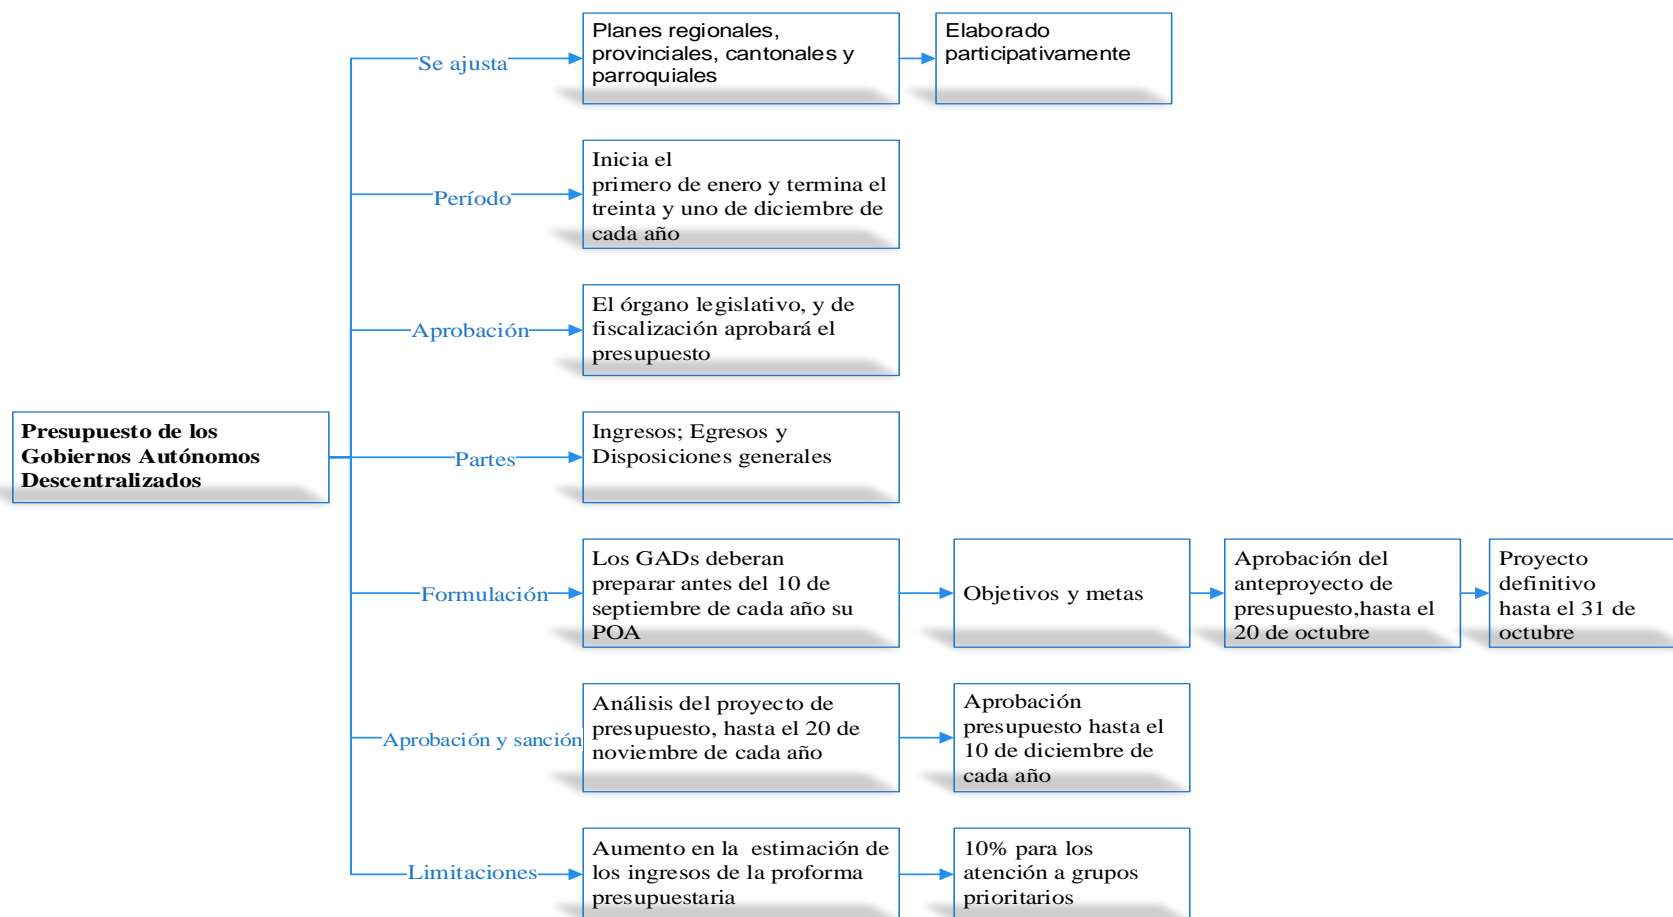 Planes regionales,
provinciales, cantonales y
parroquiales
Elaborado
participativamente
Se ajusta
Inicia el
primero de enero y termina el
treinta y uno de diciembre de
cada año
Período
El órgano legislativo, y de
fiscalización aprobará el
presupuesto
Aprobación
Presupuesto de los
Gobiernos Autónomos
Descentralizados
Ingresos; Egresos y
Disposiciones generales
Partes
Los GADs deberan
preparar antes del 10 de
septiembre de cada año su
POA
Formulación
Objetivos y metas
Aprobación del
anteproyecto de
presupuesto,hasta el
20 de octubre
Proyecto
definitivo
hasta el 31 de
octubre
Aprobación y sanción
Análisis del proyecto de
presupuesto, hasta el 20 de
noviembre de cada año
Aprobación
presupuesto hasta el
10 de diciembre de
cada año
Limitaciones
Aumento en la estimación de
los ingresos de la proforma
presupuestaria
10% para los
atención a grupos
prioritarios